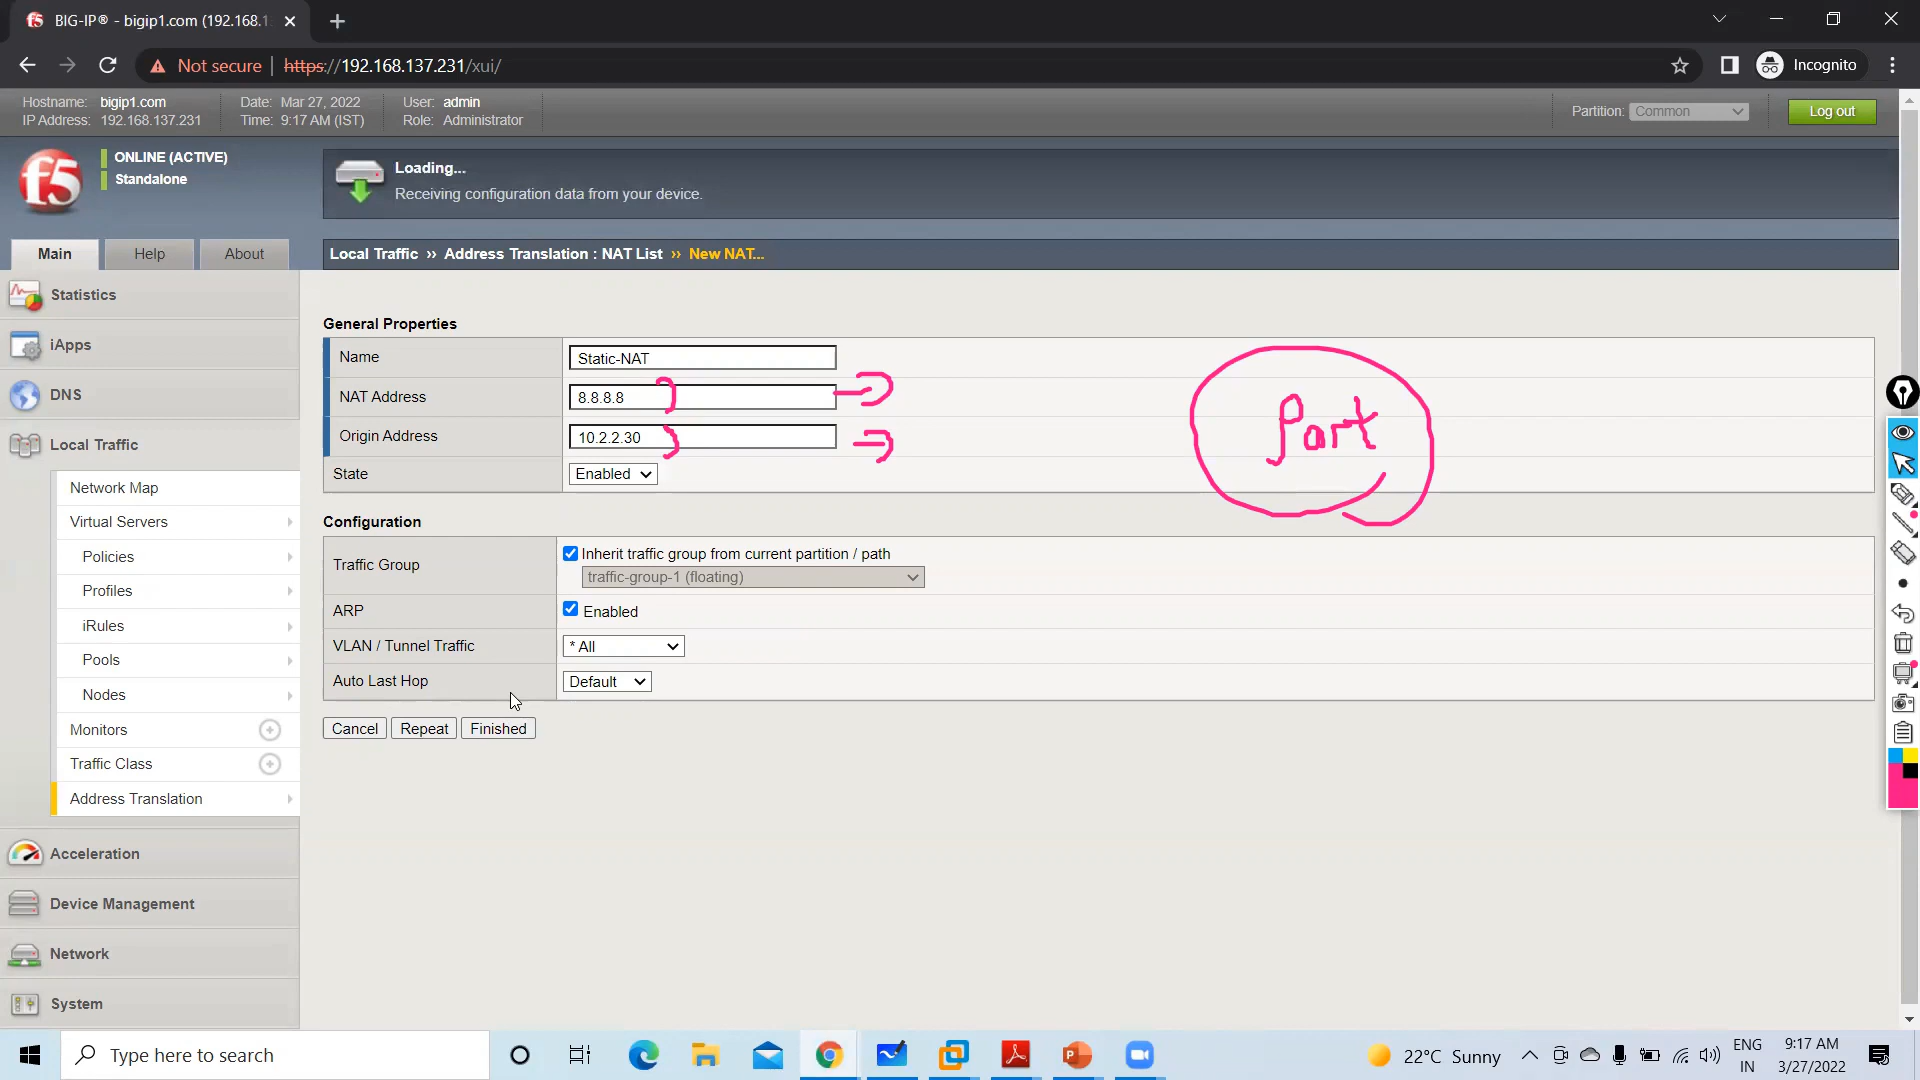 BIG-IP® - bigip1.com (192.168.1
Not secure | https://192.168.137.231/xui/
Incognito
Hostname: bigip1.com Date: Mar 27, 2022 User: admin
IP Address: 192.168.137.231 Time: 9:17 AM (IST) Role: Administrator
Partition: Common Log out
f5
ONLINE (ACTIVE)
Standalone
Loading...
Receiving configuration data from your device.
Main Help About
Local Traffic ›› Address Translation : NAT List ›› New NAT...
Statistics
iApps
DNS
Local Traffic
Network Map
Virtual Servers
Policies
Profiles
iRules
Pools
Nodes
Monitors
Traffic Class
Address Translation
Acceleration
Device Management
Network
System
General Properties
Name Static-NAT
NAT Address 8.8.8.8
Origin Address 10.2.2.30
State Enabled
Port
Configuration
Traffic Group Inherit traffic group from current partition / path
traffic-group-1 (floating)
ARP Enabled
VLAN / Tunnel Traffic * All
Auto Last Hop Default
Cancel Repeat Finished
Type here to search
22°C Sunny
ENG
IN
9:17 AM
3/27/2022